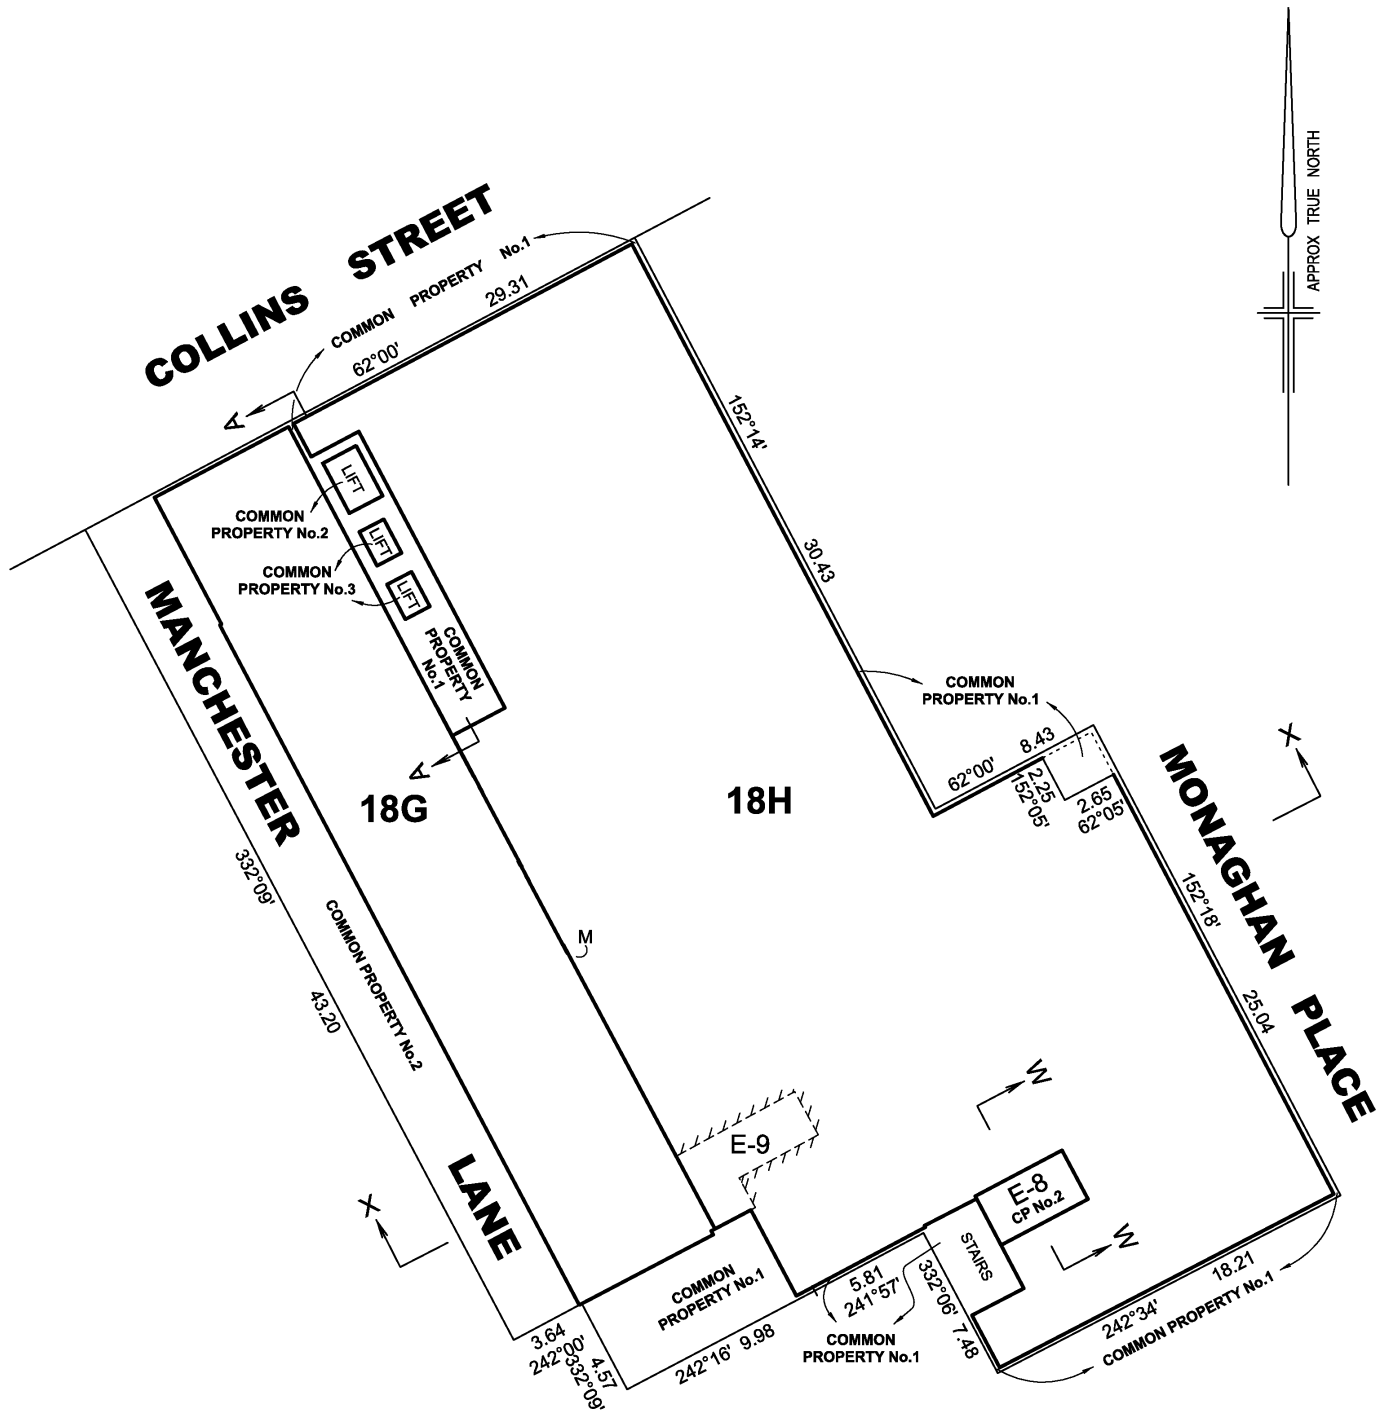 APPROX TRUE NORTH
COLLINS STREET
COMMON PROPERTY No.1
29.31
62°00'
A
LIFT
COMMON
PROPERTY No.2
LIFT
COMMON
PROPERTY No.3
LIFT
COMMON
PROPERTY
No.1
A
152°14'
30.43
COMMON
PROPERTY No.1
8.43
62°00'
2.25
152°05'
2.65
62°05'
X
MANCHESTER LANE
MONAGHAN PLACE
18G
18H
332°09'
43.20
COMMON PROPERTY No.2
M
152°18'
25.04
W
E-9
E-8
CP No.2
STAIRS
W
X
COMMON
PROPERTY No.1
3.64
242°00'
4.57
332°09'
242°16' 9.98
5.81
241°57'
COMMON
PROPERTY No.1
332°06' 7.48
18.21
242°34'
COMMON PROPERTY No.1